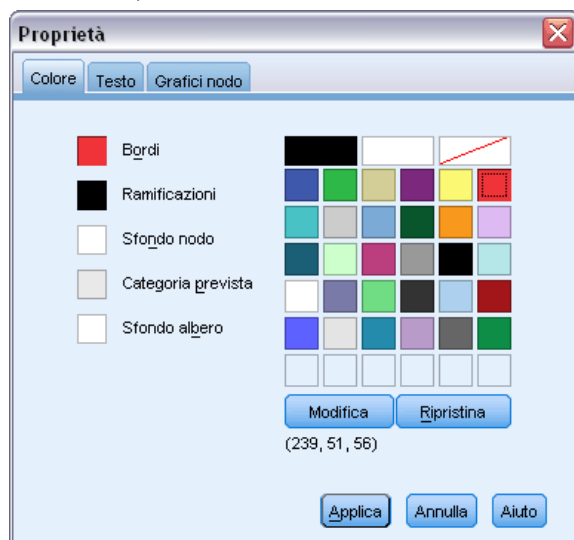 Proprietà
Colore Testo Grafici nodo
Bordi
Ramificazioni
Sfondo nodo
Categoria prevista
Sfondo albero
Modifica Ripristina
(239, 51, 56)
Applica Annulla Aiuto